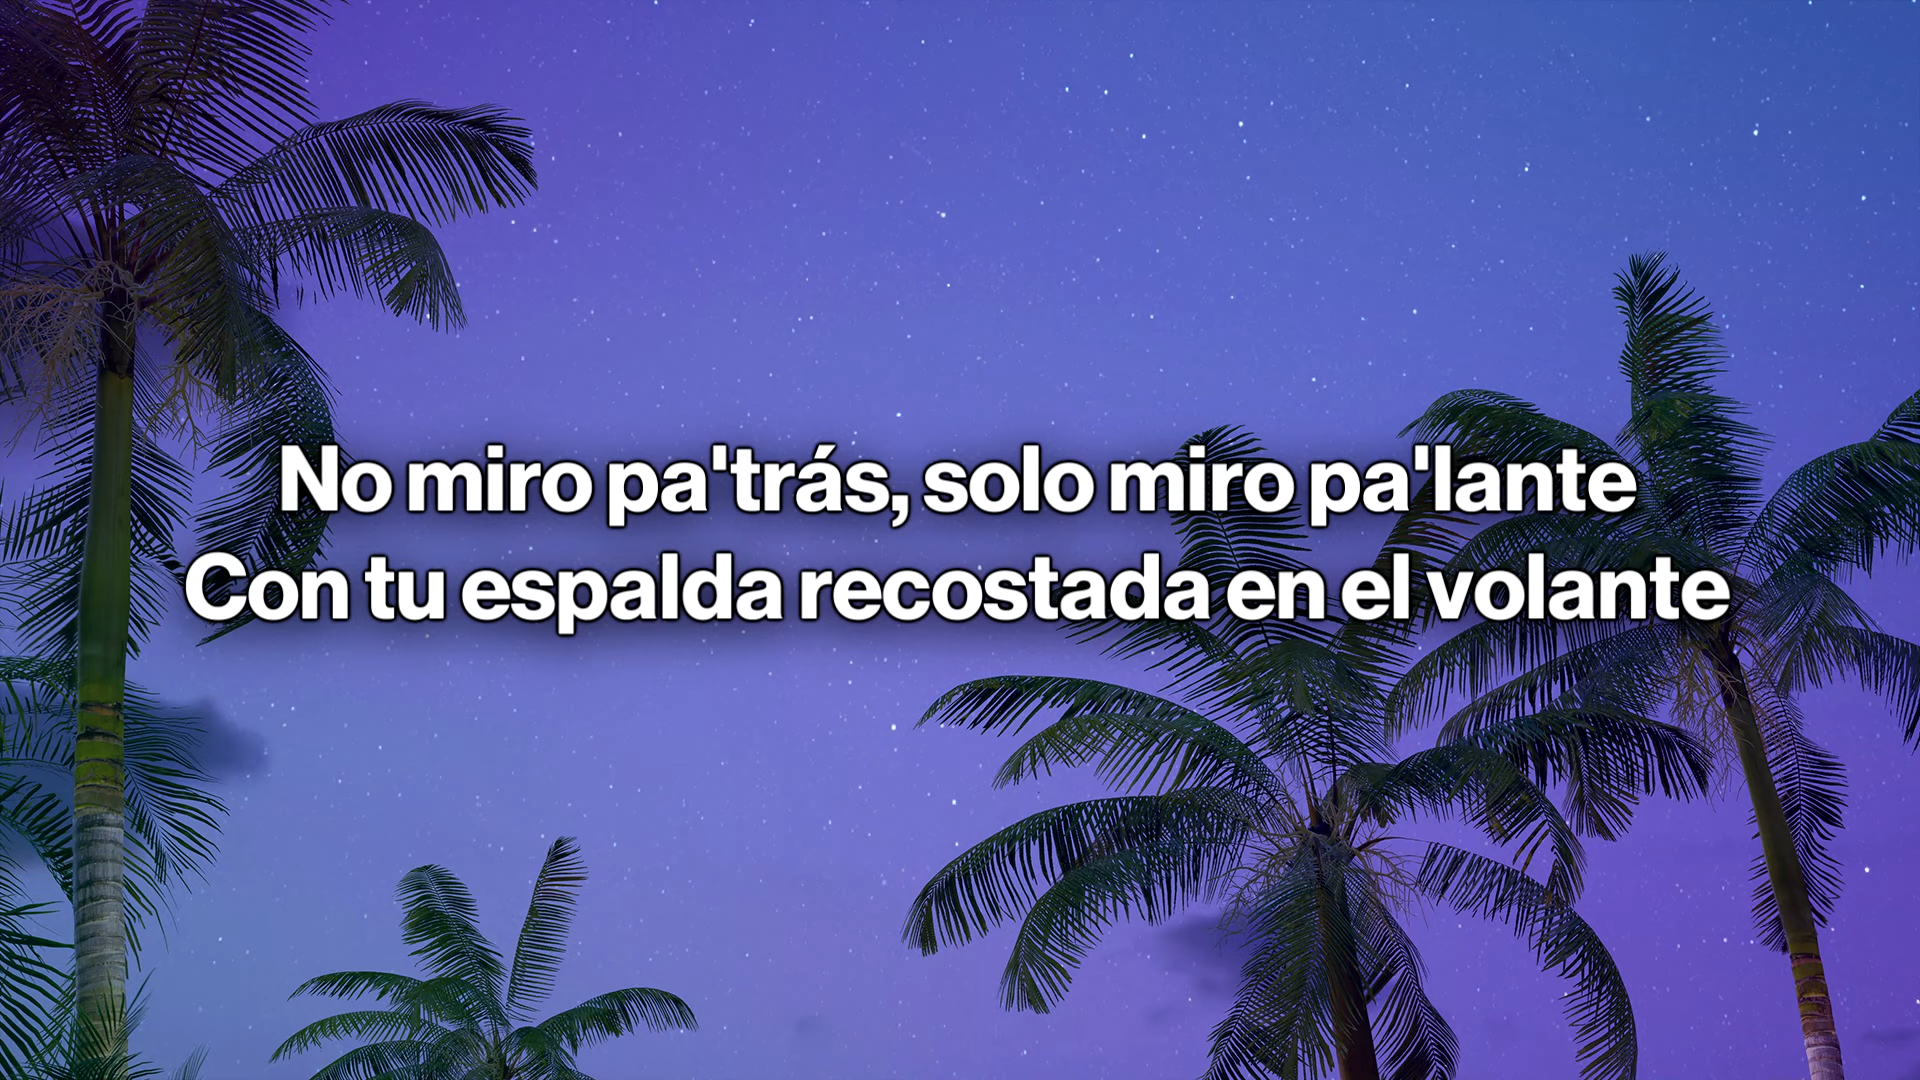 No miro pa'trás, solo miro pa'lante
Con tu espalda recostada en el volante